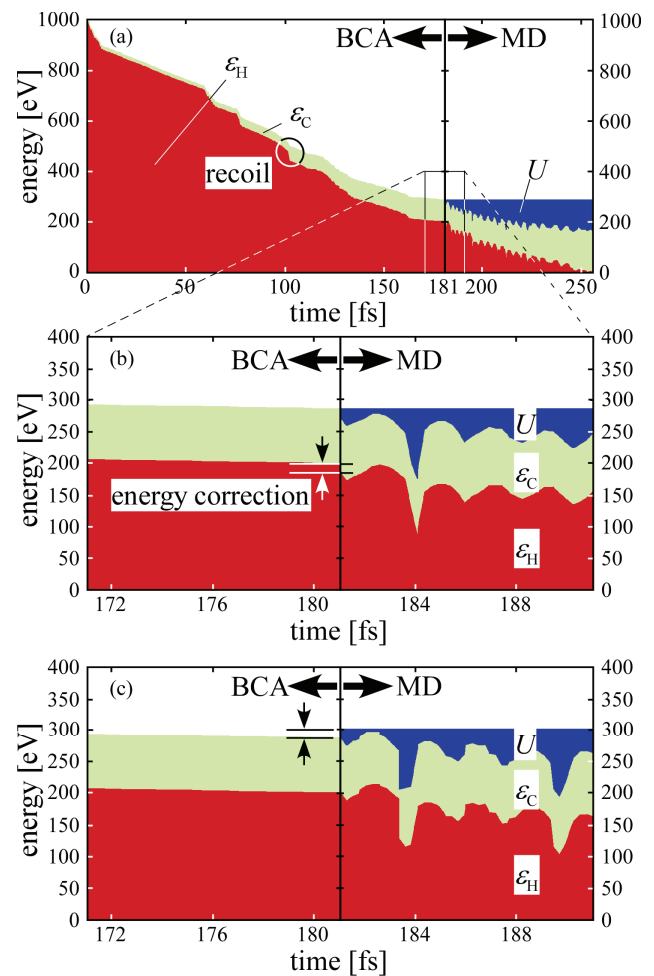 1000
(a)
BCA
MD
1000
800
εH
εC
800
600
600
400
recoil
U
400
200
200
0
0
0
50
100
150
181
200
250
energy [eV]
time [fs]
400
(b)
BCA
MD
400
350
350
300
300
250
U
250
200
200
energy correction
εC
150
150
100
εH
100
50
50
0
0
172
176
180
184
188
energy [eV]
time [fs]
400
(c)
BCA
MD
400
350
350
300
U
300
250
250
200
εC
200
150
150
100
εH
100
50
50
0
0
172
176
180
184
188
energy [eV]
time [fs]